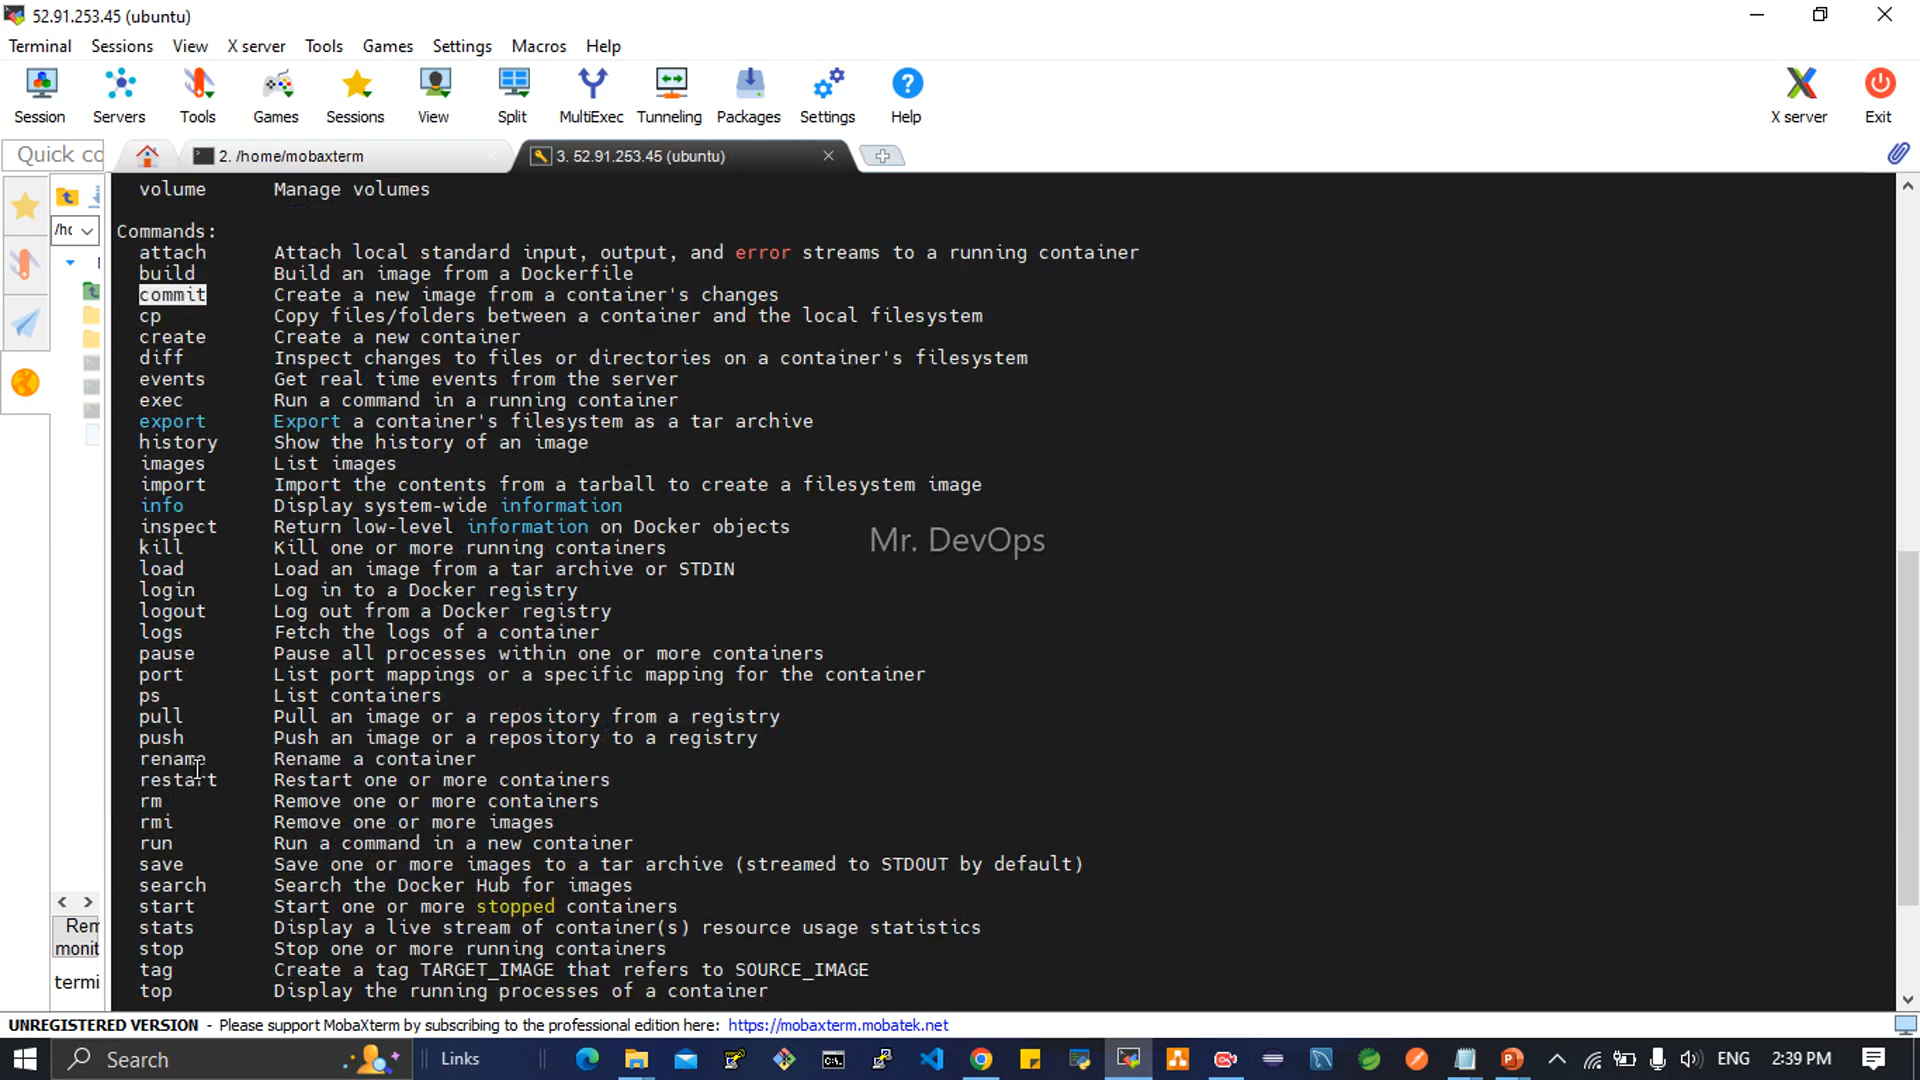 52.91.253.45 (ubuntu)
Terminal Sessions View X server Tools Games Settings Macros Help
Session Servers Tools Games Sessions View Split MultiExec Tunneling Packages Settings Help X server Exit
Quick co
2. /home/mobaxterm
3. 52.91.253.45 (ubuntu)
volume Manage volumes
/hc
Commands:
attach Attach local standard input, output, and error streams to a running container
build Build an image from a Dockerfile
commit Create a new image from a container's changes
cp Copy files/folders between a container and the local filesystem
create Create a new container
diff Inspect changes to files or directories on a container's filesystem
events Get real time events from the server
exec Run a command in a running container
export Export a container's filesystem as a tar archive
history Show the history of an image
images List images
import Import the contents from a tarball to create a filesystem image
info Display system-wide information
inspect Return low-level information on Docker objects
Mr. DevOps
kill Kill one or more running containers
load Load an image from a tar archive or STDIN
login Log in to a Docker registry
logout Log out from a Docker registry
logs Fetch the logs of a container
pause Pause all processes within one or more containers
port List port mappings or a specific mapping for the container
ps List containers
pull Pull an image or a repository from a registry
push Push an image or a repository to a registry
rename Rename a container
restart Restart one or more containers
rm Remove one or more containers
rmi Remove one or more images
run Run a command in a new container
save Save one or more images to a tar archive (streamed to STDOUT by default)
search Search the Docker Hub for images
start Start one or more stopped containers
stats Display a live stream of container(s) resource usage statistics
stop Stop one or more running containers
tag Create a tag TARGET_IMAGE that refers to SOURCE_IMAGE
top Display the running processes of a container
Rem
monit
termi
UNREGISTERED VERSION - Please support MobaXterm by subscribing to the professional edition here: https://mobaxterm.mobatek.net
Search Links ENG 2:39 PM